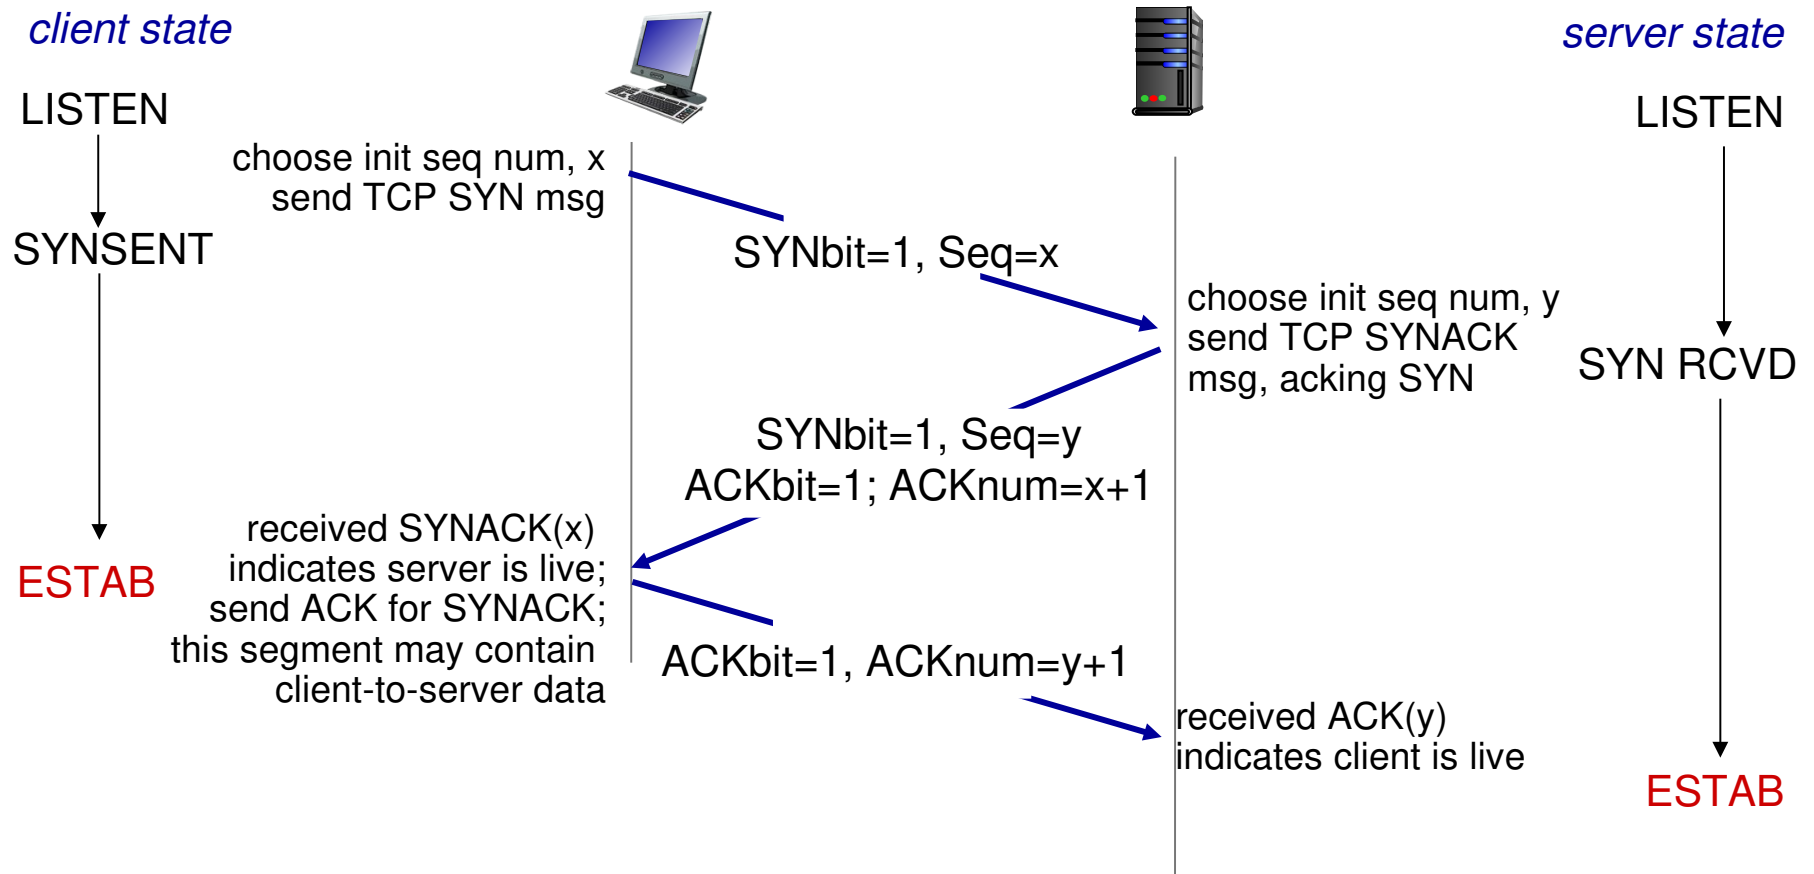 client state
server state
LISTEN
LISTEN
choose init seq num, x
send TCP SYN msg
SYNSENT
SYNbit=1, Seq=x
choose init seq num, y
send TCP SYNACK
msg, acking SYN
SYN RCVD
SYNbit=1, Seq=y
ACKbit=1; ACKnum=x+1
received SYNACK(x)
indicates server is live;
send ACK for SYNACK;
this segment may contain
client-to-server data
ESTAB
ACKbit=1, ACKnum=y+1
received ACK(y)
indicates client is live
ESTAB